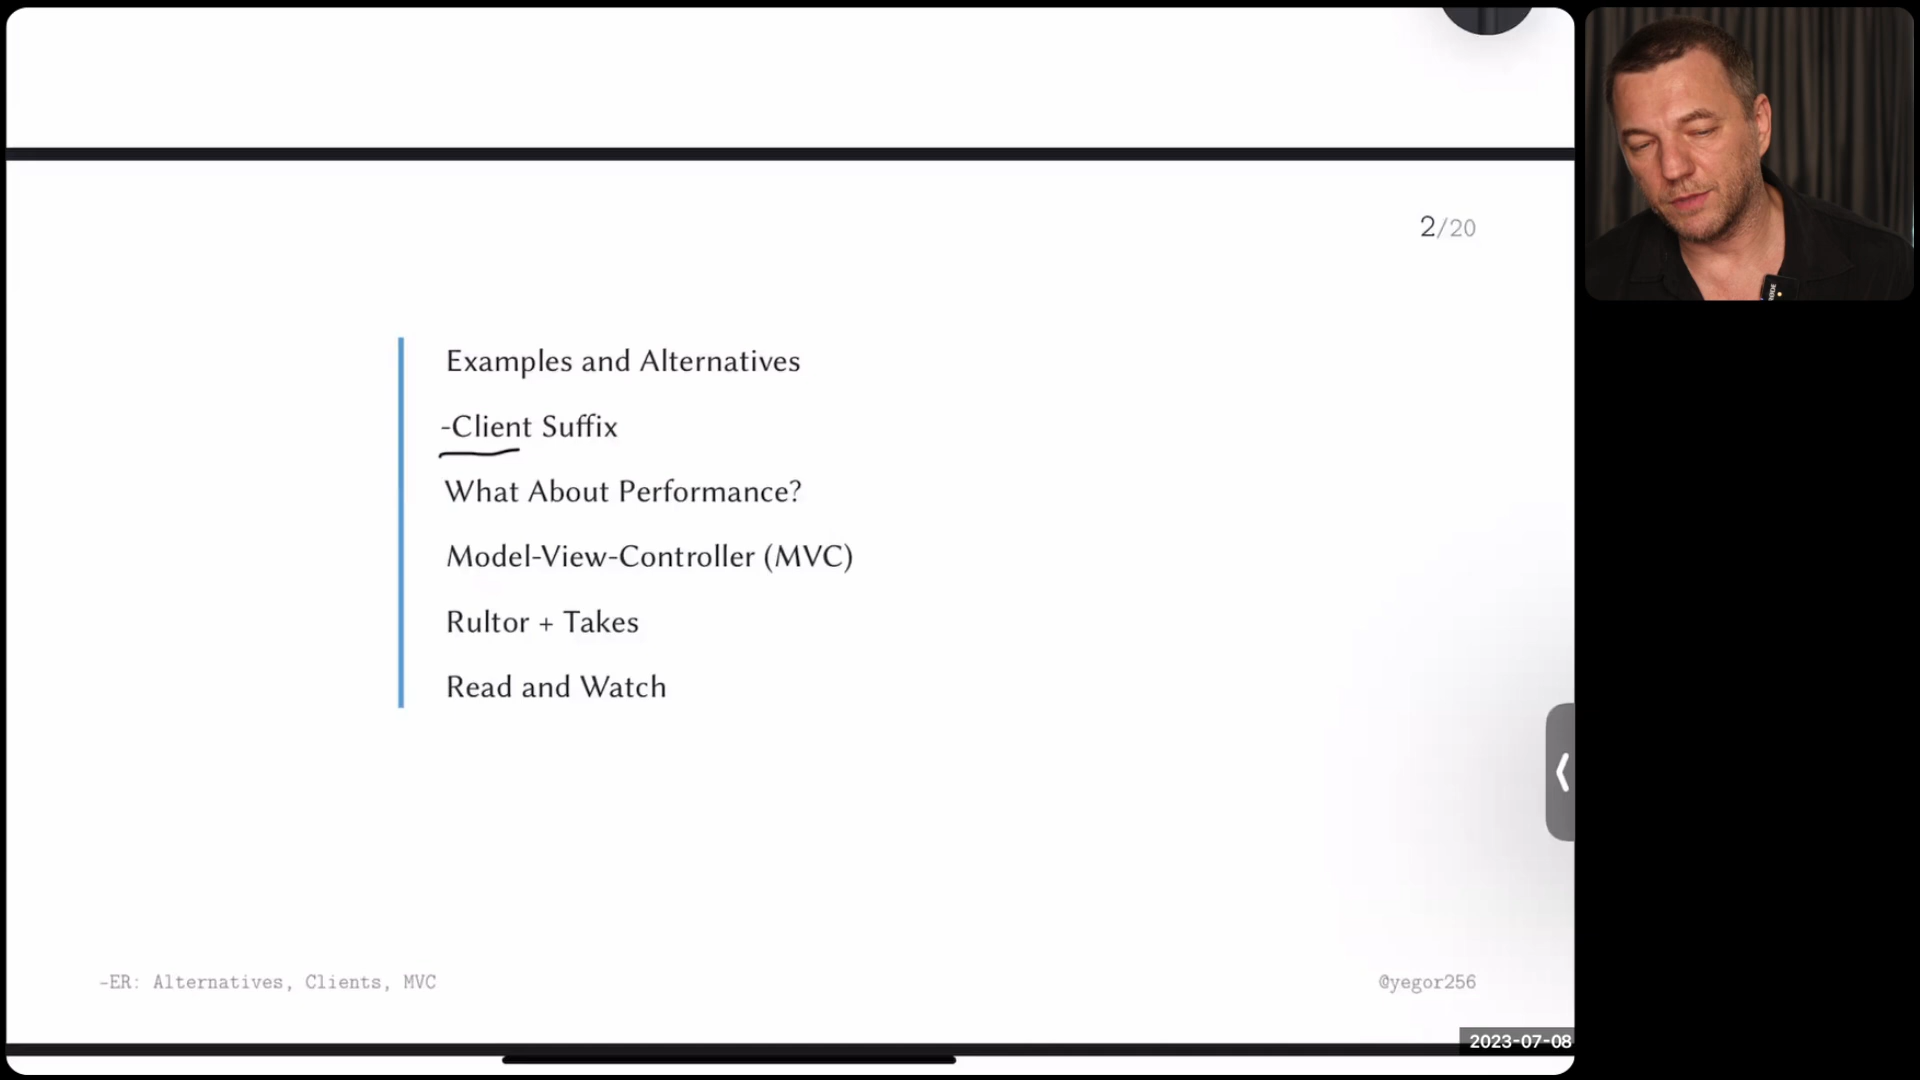 2/20
Examples and Alternatives
-Client Suffix
What About Performance?
Model-View-Controller (MVC)
Rultor + Takes
Read and Watch
-ER: Alternatives, Clients, MVC
@yegor256
2023-07-08